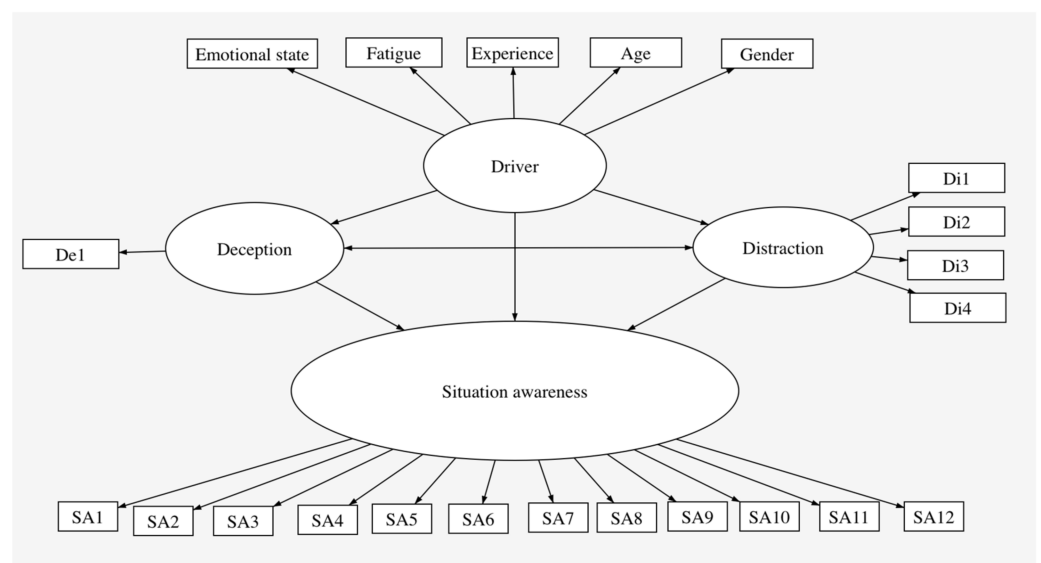 Emotional state
Fatigue
Experience
Age
Gender
Driver
Di1
Di2
Deception
Distraction
De1
Di3
Di4
Situation awareness
SA1
SA2
SA3
SA4
SA5
SA6
SA7
SA8
SA9
SA10
SA11
SA12